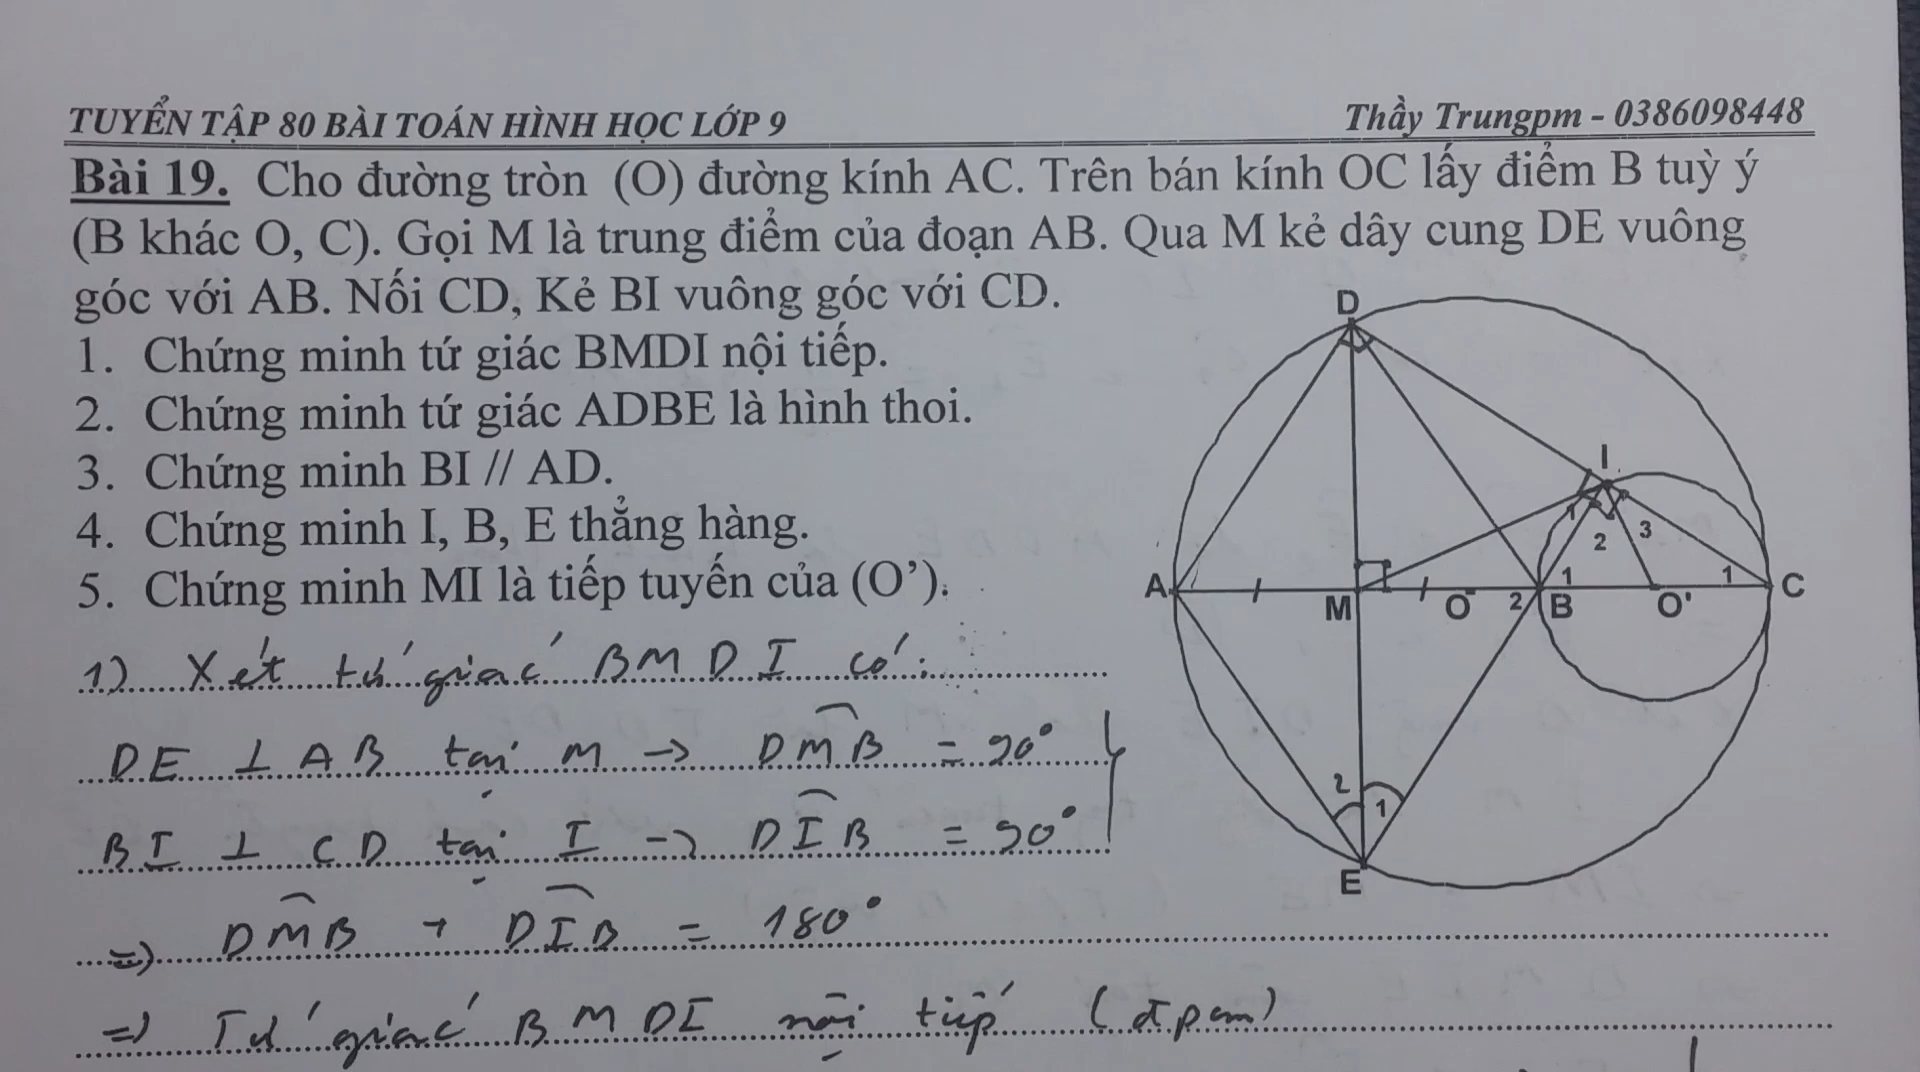 TUYỂN TẬP 80 BÀI TOÁN HÌNH HỌC LỚP 9
Thầy Trungpm - 0386098448
Bài 19. Cho đường tròn (O) đường kính AC. Trên bán kính OC lấy điểm B tuỳ ý
(B khác O, C). Gọi M là trung điểm của đoạn AB. Qua M kẻ dây cung DE vuông
góc với AB. Nối CD, Kẻ BI vuông góc với CD.
1. Chứng minh tứ giác BMDI nội tiếp.
2. Chứng minh tứ giác ADBE là hình thoi.
3. Chứng minh BI // AD.
4. Chứng minh I, B, E thẳng hàng.
5. Chứng minh MI là tiếp tuyến của (O’).
D
I
1
2
3
A
M
O
2
1
B
O'
1
C
2
1
E
1) Xét tứ giác BMDI có:
DE ⊥ AB tại M → DM̂B = 90°
BI ⊥ CD tại I → DÎB = 90°
=) DM̂B + DÎB = 180°
=) Tứ giác BMDI nội tiếp (đpcm)